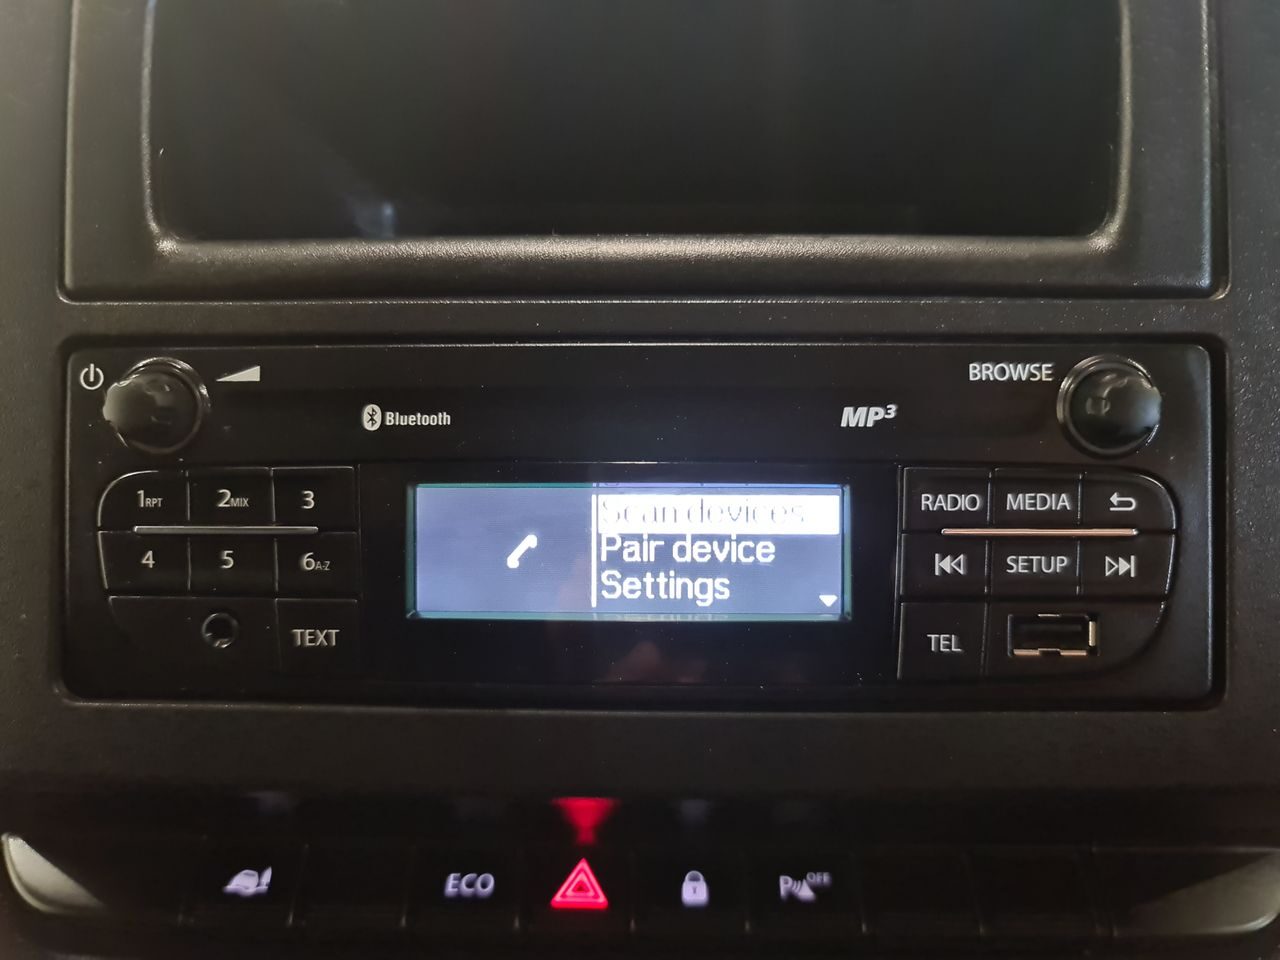 BROWSE
Bluetooth
MP3
1RPT 2MIX 3
RADIO MEDIA
Scan devices
Pair device
4 5 6A-Z
SETUP
Settings
TEXT
TEL
OFF
ECO
P